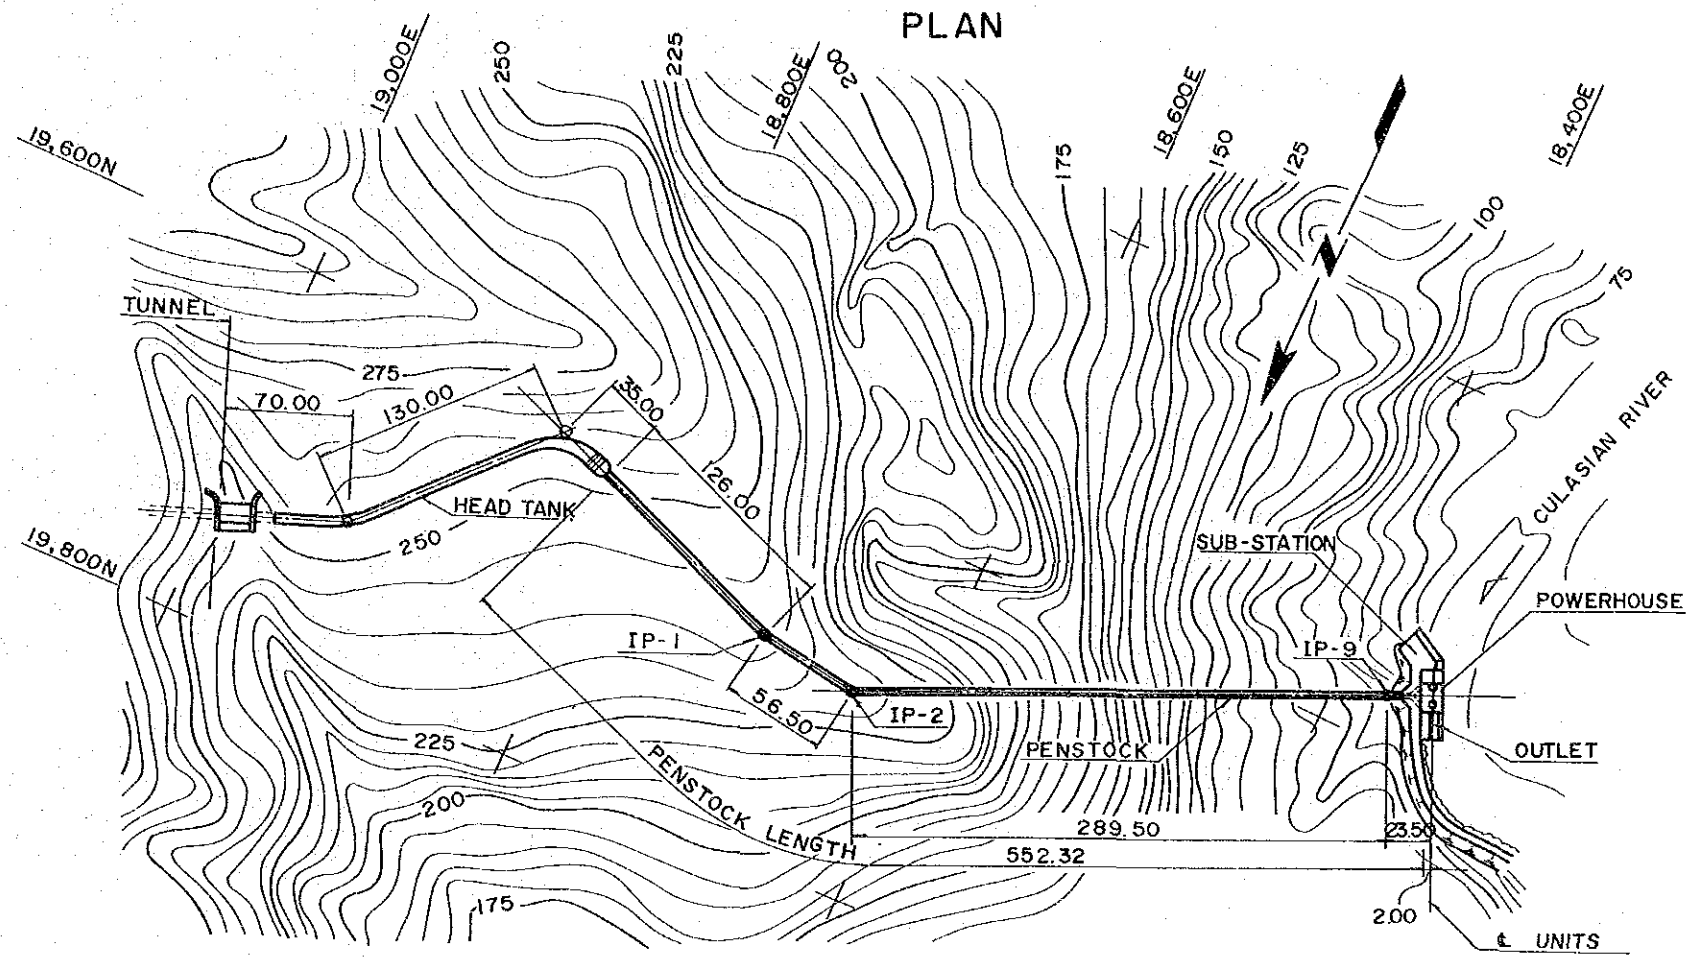 PLAN
19,000E
250
225
18,800E
200
18,600E
150
125
18,400E
175
19,600N
100
75
TUNNEL
275
70.00
130.00
35.00
126.00
HEAD TANK
250
CULASIAN RIVER
SUB-STATION
19,800N
POWERHOUSE
IP-1
IP-9
56.50
IP-2
225
PENSTOCK
OUTLET
PENSTOCK LENGTH
200
289.50
23.50
552.32
175
2.00
℄ UNITS